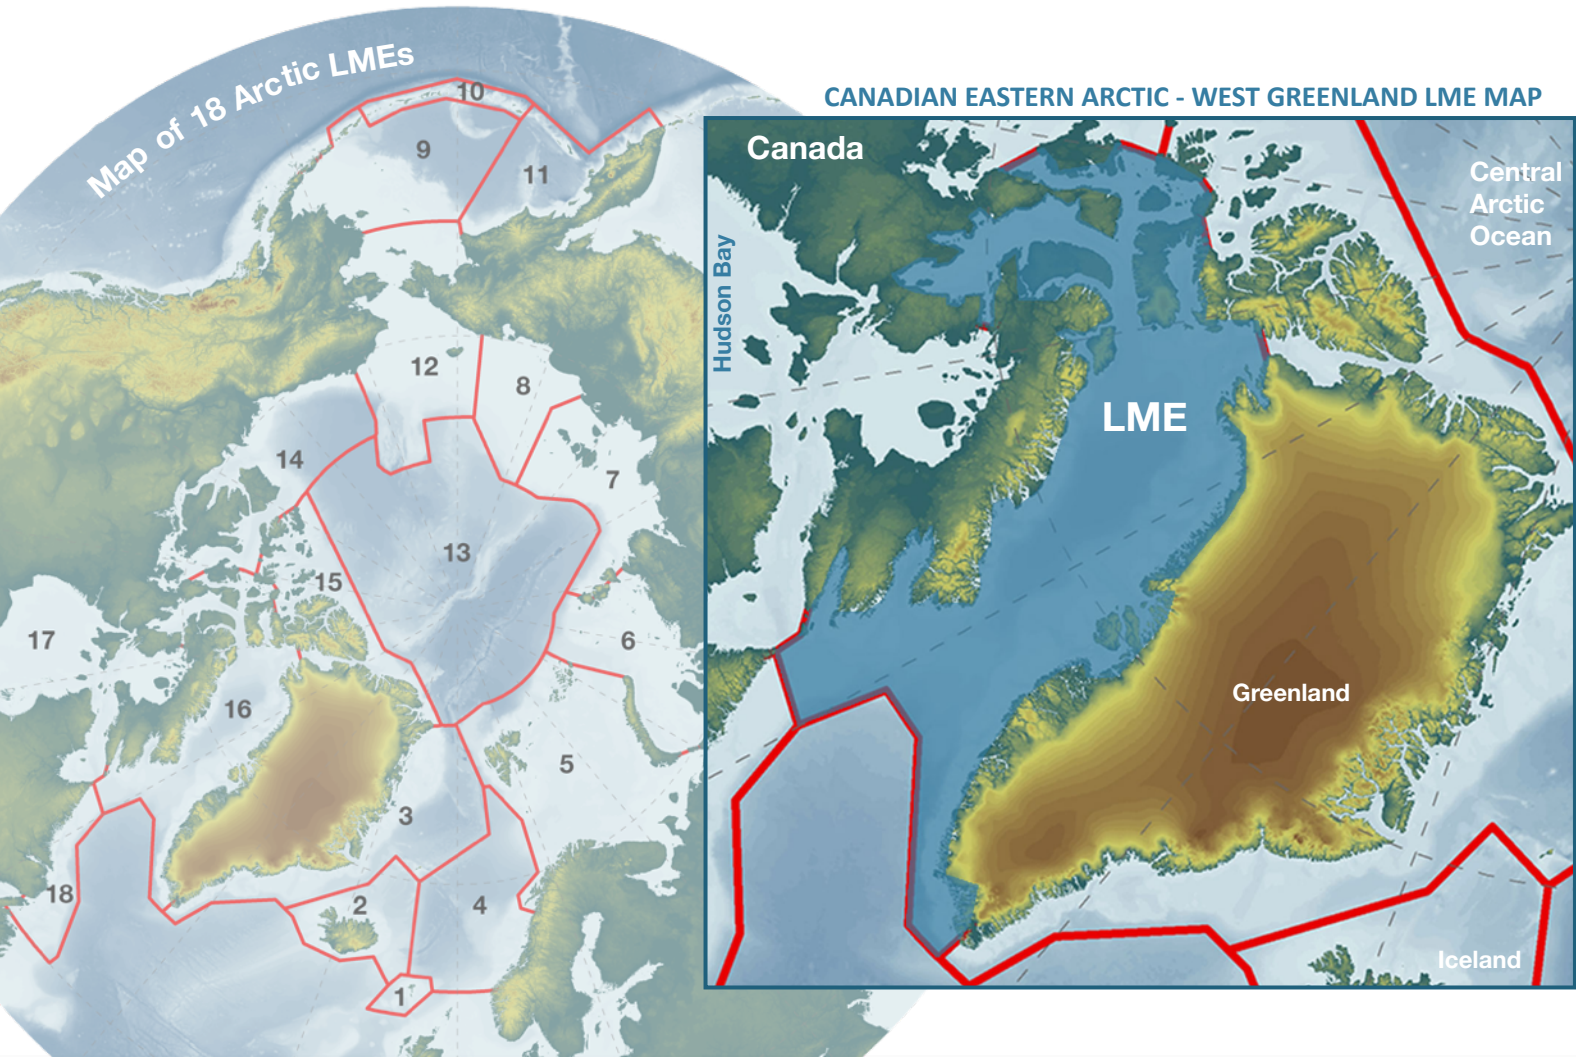 Map of 18 Arctic LMEs
10
9
11
12
8
14
7
13
15
17
6
16
5
3
18
2
4
1
CANADIAN EASTERN ARCTIC - WEST GREENLAND LME MAP
Canada
Central
Arctic
Ocean
Hudson Bay
LME
Greenland
Iceland